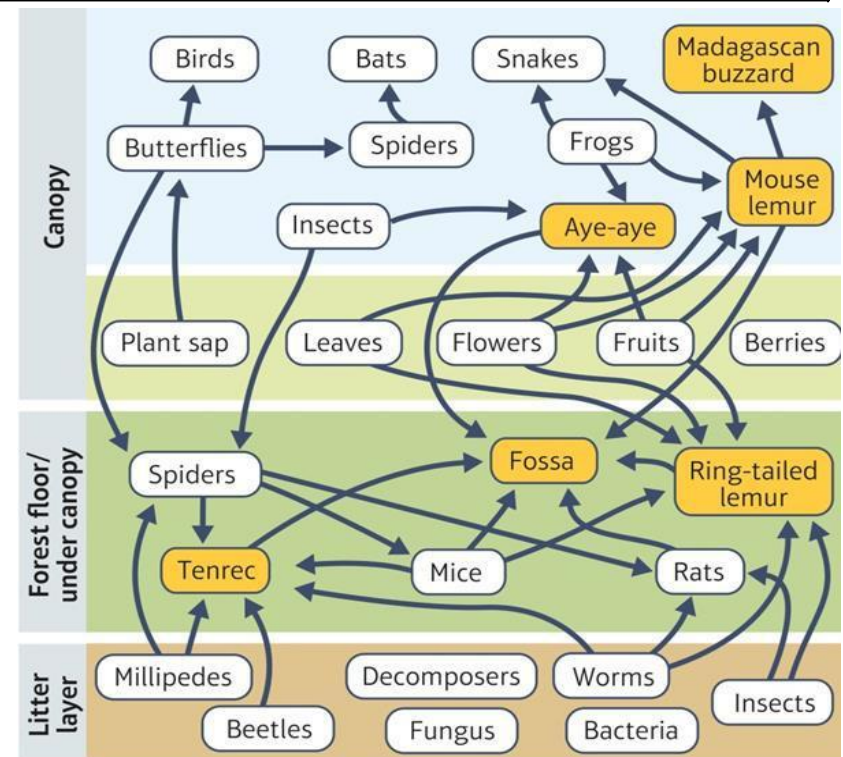 Canopy
Birds
Bats
Snakes
Madagascan
buzzard
Butterflies
Spiders
Frogs
Mouse
lemur
Insects
Aye-aye
Plant sap
Leaves
Flowers
Fruits
Berries
Forest floor/
under canopy
Spiders
Fossa
Ring-tailed
lemur
Tenrec
Mice
Rats
Litter
layer
Millipedes
Decomposers
Worms
Insects
Beetles
Fungus
Bacteria